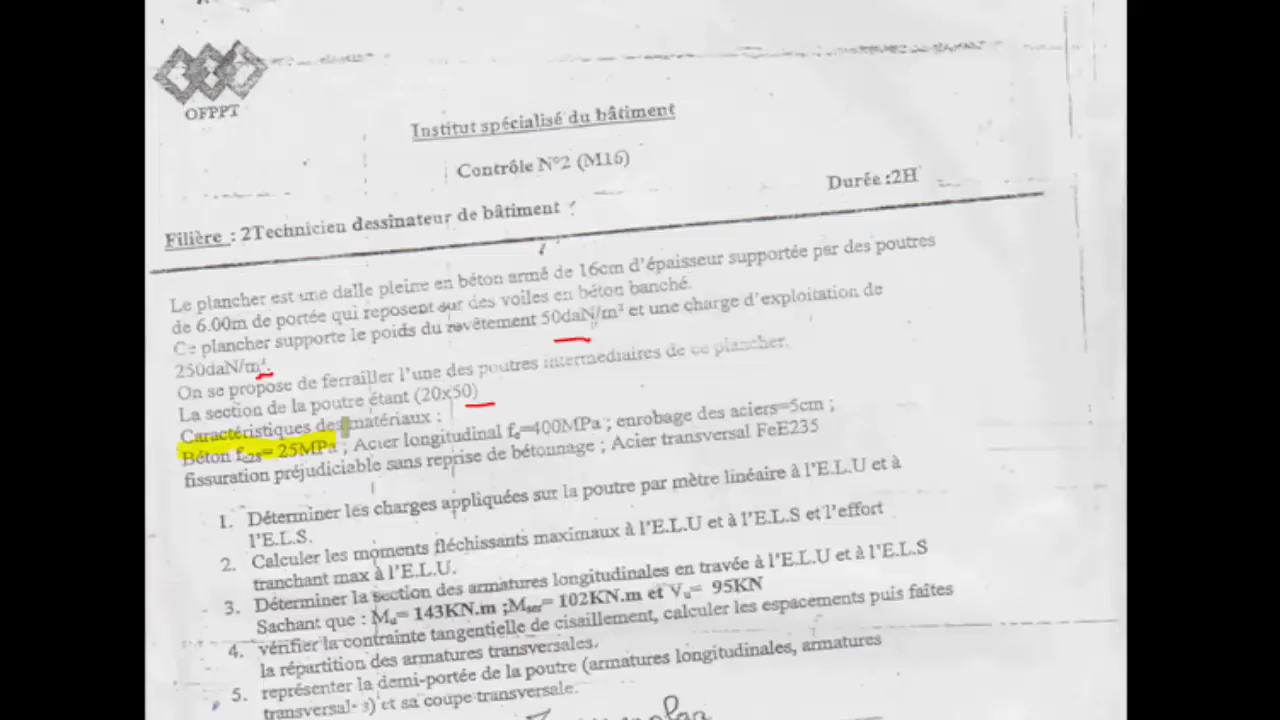 OFPPT
Institut spécialisé du bâtiment
Contrôle N°2 (M16)
Durée :2H
Filière : 2Technicien dessinateur de bâtiment
Le plancher est une dalle pleine en béton armé de 16cm d'épaisseur supportée par des poutres
de 6.00m de portée qui reposent sur des voiles en béton banché.
Ce plancher supporte le poids du revêtement 50daN/m² et une charge d'exploitation de
250daN/m².
On se propose de ferrailler l'une des poutres intermédiaires de ce plancher.
La section de la poutre étant (20x50)
Caractéristiques des matériaux :
Béton fc28= 25MPa ; Acier longitudinal fe=400MPa ; enrobage des aciers=5cm ;
fissuration préjudiciable sans reprise de bétonnage ; Acier transversal FeE235
1. Déterminer les charges appliquées sur la poutre par mètre linéaire à l'E.L.U et à
l'E.L.S.
2. Calculer les moments fléchissants maximaux à l'E.L.U et à l'E.L.S et l'effort
tranchant max à l'E.L.U.
3. Déterminer la section des armatures longitudinales en travée à l'E.L.U et à l'E.L.S
Sachant que : Mu= 143KN.m ;Mser= 102KN.m et Vu= 95KN
4. vérifier la contrainte tangentielle de cisaillement, calculer les espacements puis faites
la répartition des armatures transversales.
5. représenter la demi-portée de la poutre (armatures longitudinales, armatures
et sa coupe transversale.